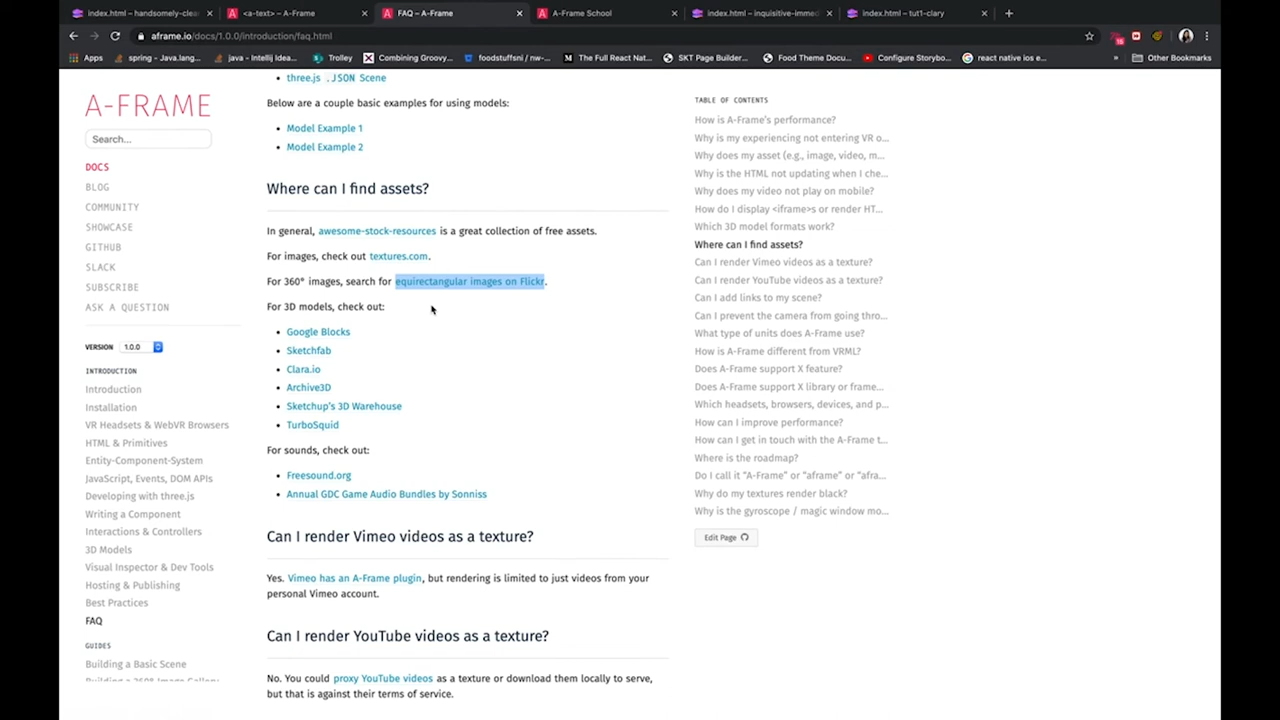 index.html – handsomely-clear
<a-text> – A-Frame
FAQ – A-Frame
A-Frame School
index.html – inquisitive-immed
index.html – tut1-clary
aframe.io/docs/1.0.0/introduction/faq.html
Apps
spring - Java.lang...
java - Intellij Idea...
Trolley
Combining Groovy...
foodstuffsni / nw-...
The Full React Nat...
SKT Page Builder...
Food Theme Docu...
Configure Storybo...
react native ios e...
»
Other Bookmarks
A-FRAME
Search...
DOCS
BLOG
COMMUNITY
SHOWCASE
GITHUB
SLACK
SUBSCRIBE
ASK A QUESTION
VERSION 1.0.0
INTRODUCTION
Introduction
Installation
VR Headsets & WebVR Browsers
HTML & Primitives
Entity-Component-System
JavaScript, Events, DOM APIs
Developing with three.js
Writing a Component
Interactions & Controllers
3D Models
Visual Inspector & Dev Tools
Hosting & Publishing
Best Practices
FAQ
GUIDES
Building a Basic Scene
Building a 360° Image Gallery
three.js .JSON Scene
Below are a couple basic examples for using models:
Model Example 1
Model Example 2
Where can I find assets?
In general, awesome-stock-resources is a great collection of free assets.
For images, check out textures.com.
For 360° images, search for equirectangular images on Flickr.
For 3D models, check out:
Google Blocks
Sketchfab
Clara.io
Archive3D
Sketchup's 3D Warehouse
TurboSquid
For sounds, check out:
Freesound.org
Annual GDC Game Audio Bundles by Sonniss
Can I render Vimeo videos as a texture?
Yes. Vimeo has an A-Frame plugin, but rendering is limited to just videos from your
personal Vimeo account.
Can I render YouTube videos as a texture?
No. You could proxy YouTube videos as a texture or download them locally to serve,
but that is against their terms of service.
TABLE OF CONTENTS
How is A-Frame's performance?
Why is my experiencing not entering VR o...
Why does my asset (e.g., image, video, m...
Why is the HTML not updating when I che...
Why does my video not play on mobile?
How do I display <iframe>s or render HT...
Which 3D model formats work?
Where can I find assets?
Can I render Vimeo videos as a texture?
Can I render YouTube videos as a texture?
Can I add links to my scene?
Can I prevent the camera from going thro...
What type of units does A-Frame use?
How is A-Frame different from VRML?
Does A-Frame support X feature?
Does A-Frame support X library or frame...
Which headsets, browsers, devices, and p...
How can I improve performance?
How can I get in touch with the A-Frame t...
Where is the roadmap?
Do I call it "A-Frame" or "aframe" or "afra...
Why do my textures render black?
Why is the gyroscope / magic window mo...
Edit Page